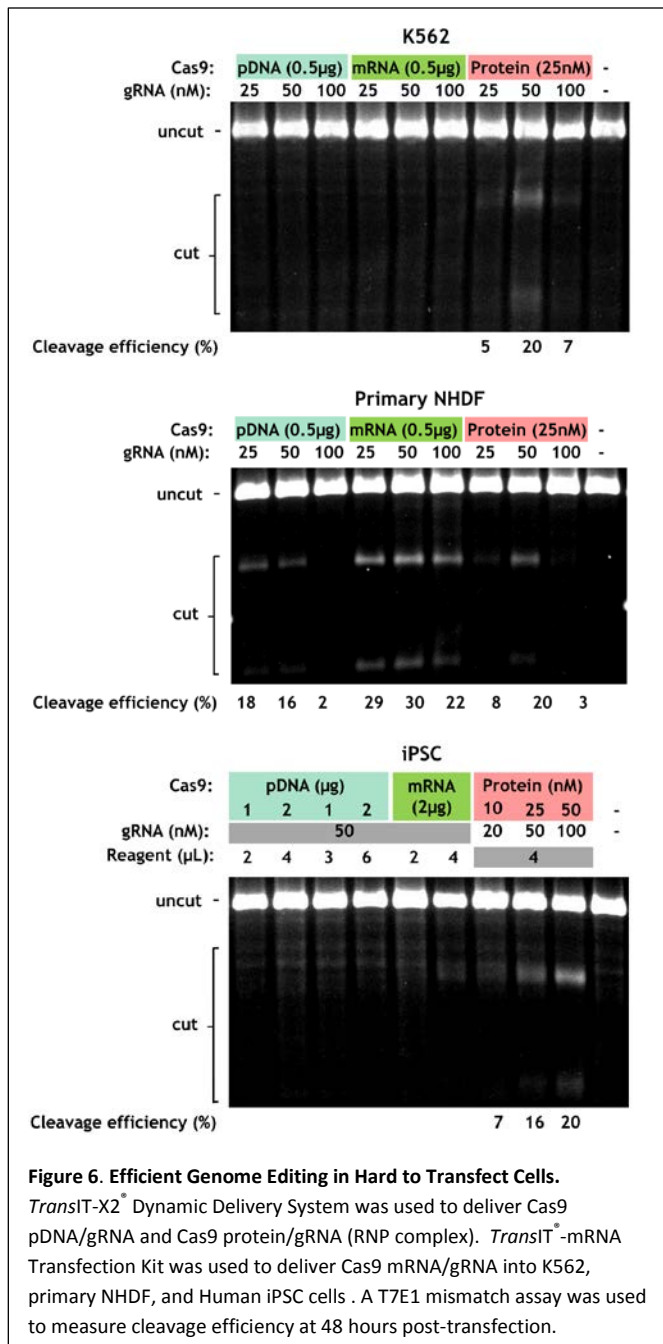 K562
Cas9: pDNA (0.5µg) mRNA (0.5µg) Protein (25nM) -
gRNA (nM): 25 50 100 25 50 100 25 50 100 -
uncut -
cut
Cleavage efficiency (%) 5 20 7
Primary NHDF
Cas9: pDNA (0.5µg) mRNA (0.5µg) Protein (25nM) -
gRNA (nM): 25 50 100 25 50 100 25 50 100 -
uncut -
cut
Cleavage efficiency (%) 18 16 2 29 30 22 8 20 3
iPSC
Cas9: pDNA (µg) mRNA (2µg) Protein (nM)
1 2 1 2 10 25 50 -
gRNA (nM): 50 20 50 100 -
Reagent (µL): 2 4 3 6 2 4 4
uncut -
cut
Cleavage efficiency (%) 7 16 20
Figure 6. Efficient Genome Editing in Hard to Transfect Cells.
TransIT-X2® Dynamic Delivery System was used to deliver Cas9
pDNA/gRNA and Cas9 protein/gRNA (RNP complex). TransIT®-mRNA
Transfection Kit was used to deliver Cas9 mRNA/gRNA into K562,
primary NHDF, and Human iPSC cells . A T7E1 mismatch assay was used
to measure cleavage efficiency at 48 hours post-transfection.